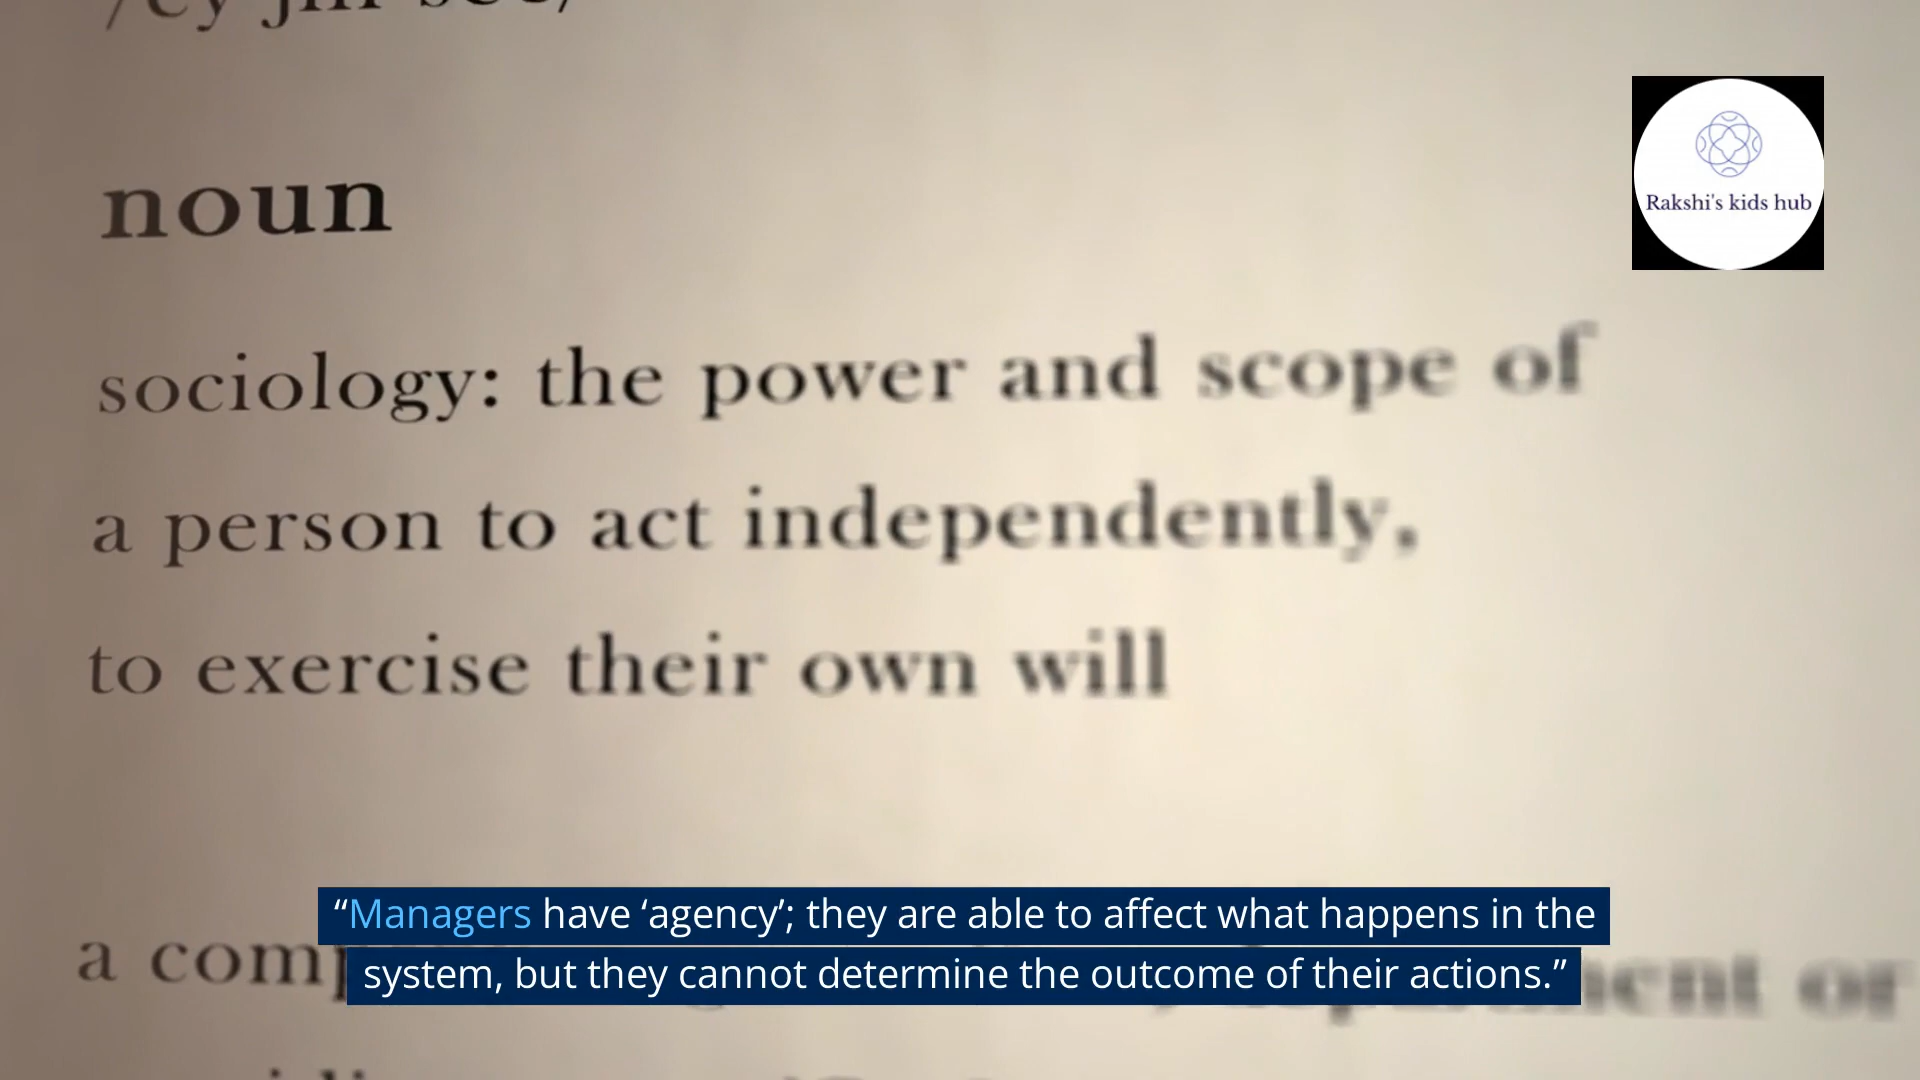 noun
Rakshi's kids hub
sociology: the power and scope of
a person to act independently,
to exercise their own will
“Managers have ‘agency’; they are able to affect what happens in the
system, but they cannot determine the outcome of their actions.”
a or